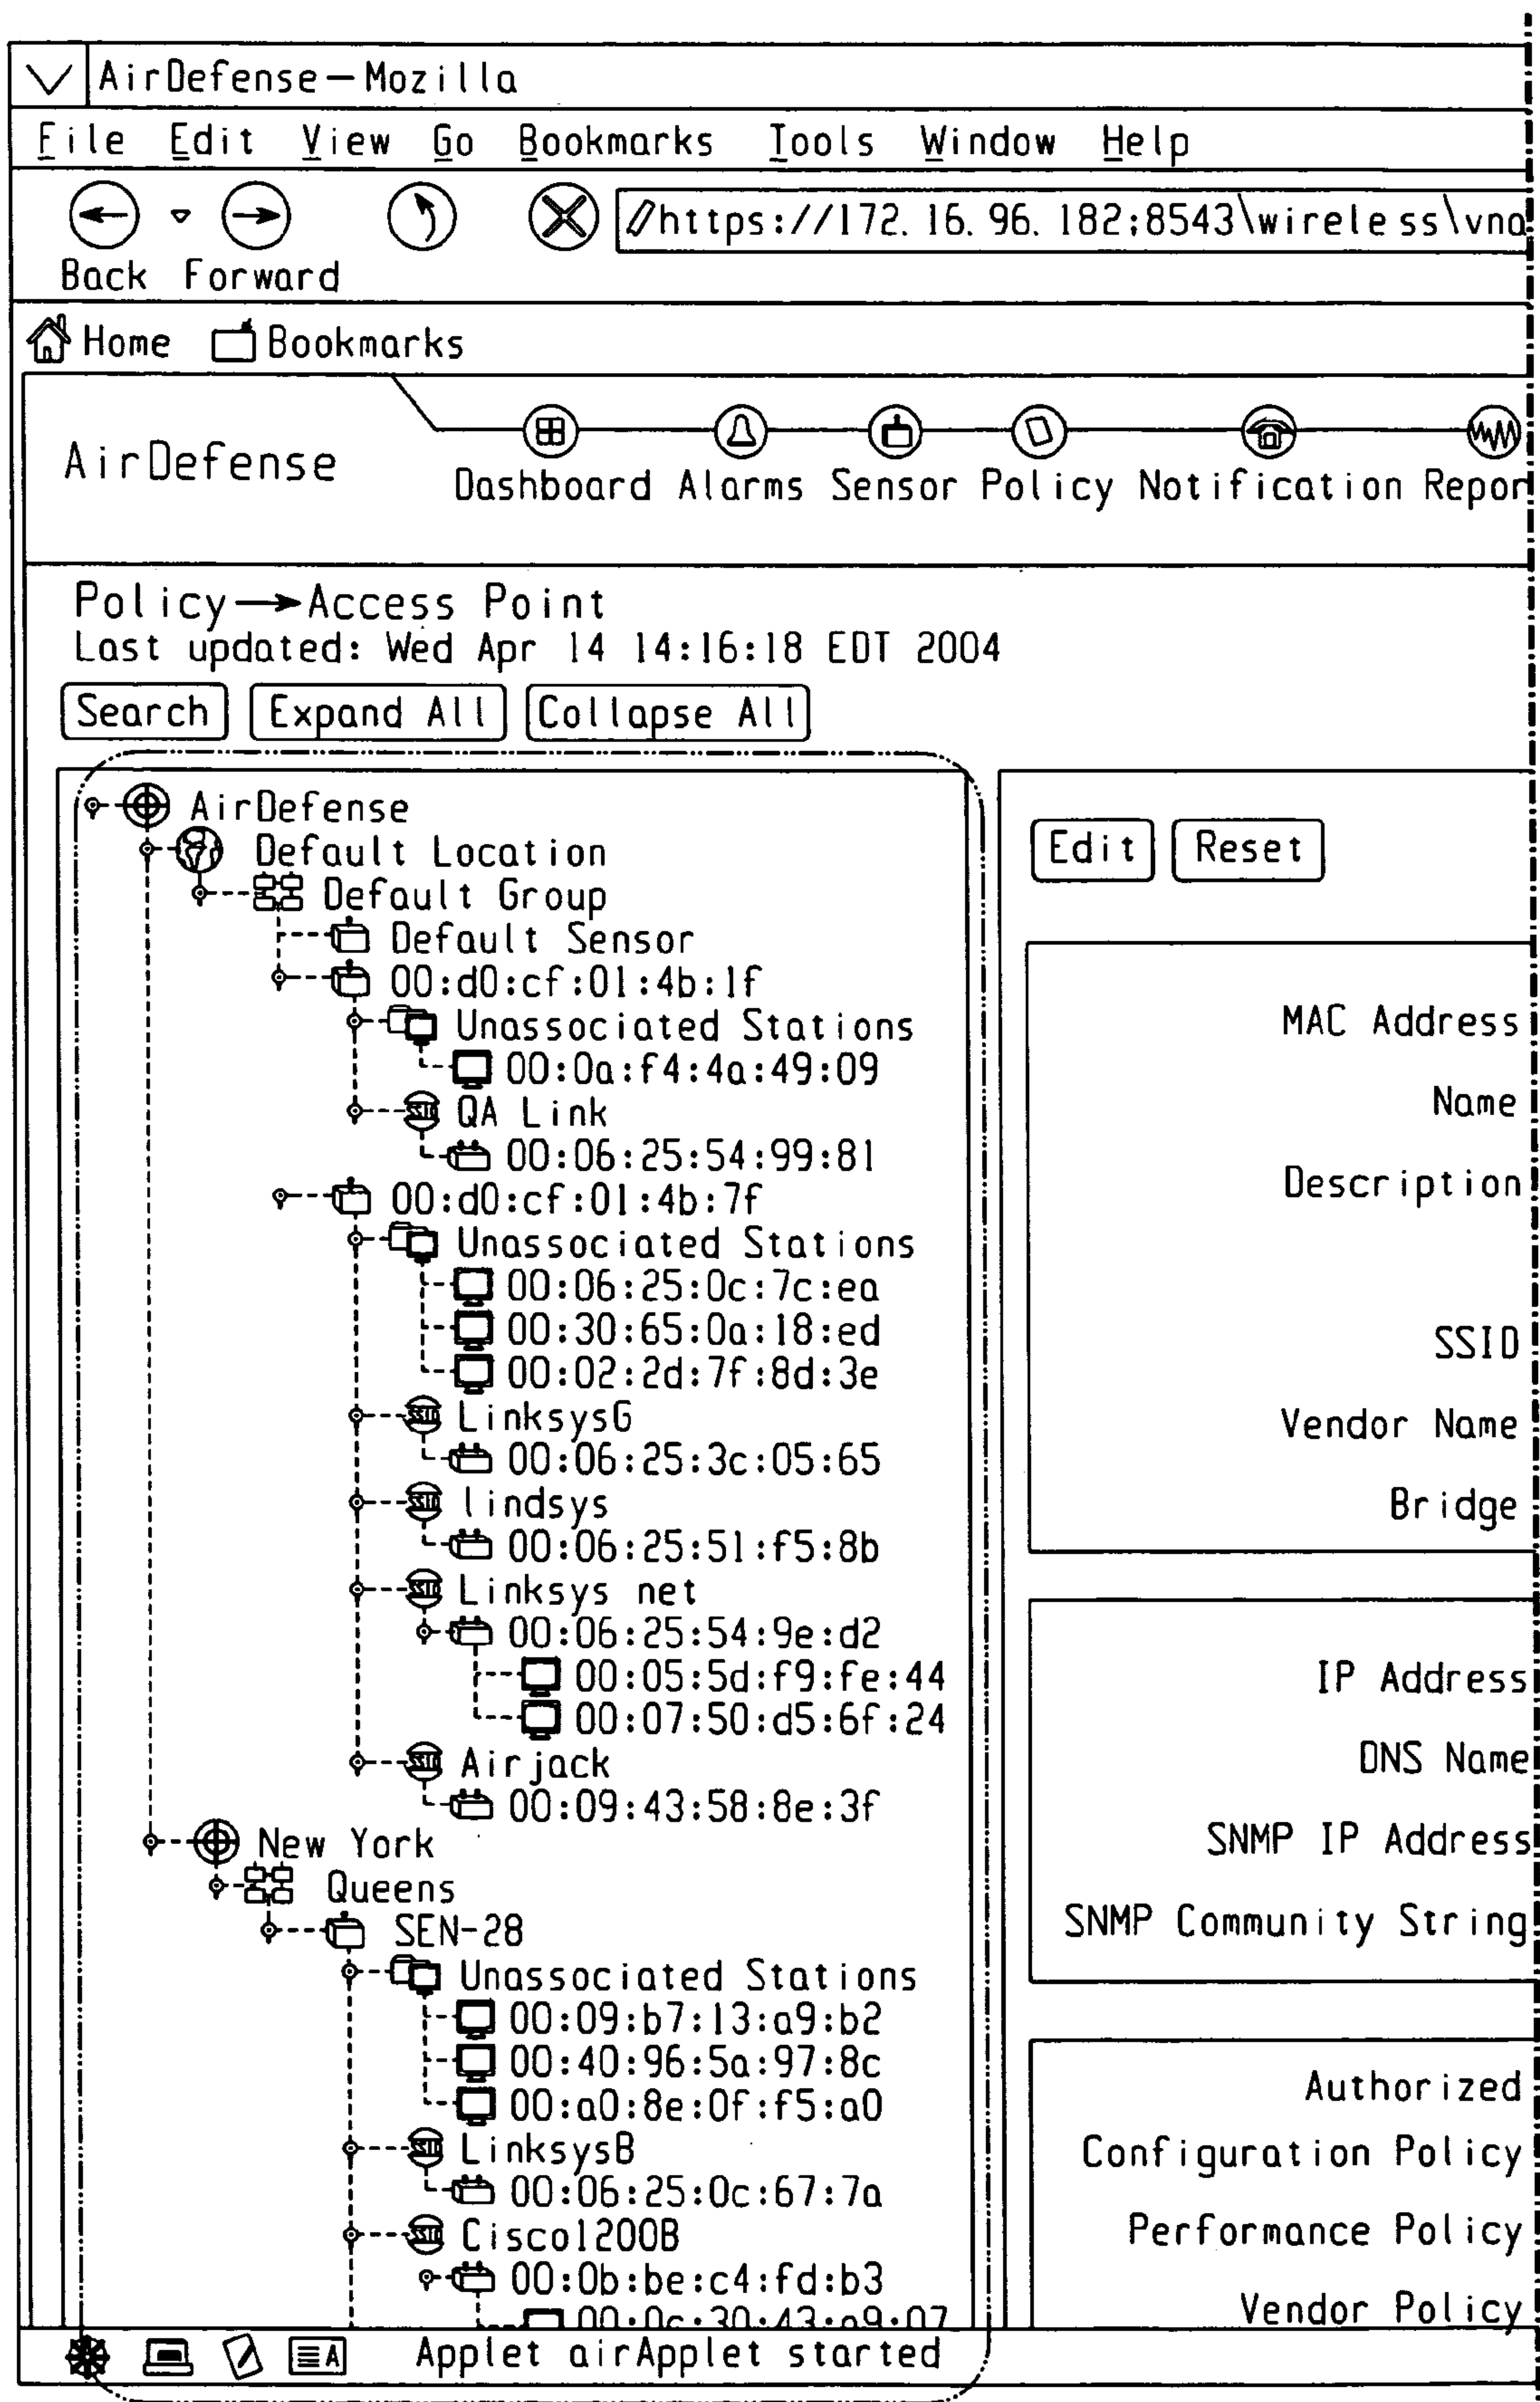 AirDefense—Mozilla
File Edit View Go Bookmarks Tools Window Help
https://172.16.96.182:8543\wireless\vna
Back Forward
Home Bookmarks
AirDefense
Dashboard Alarms Sensor Policy Notification Repor
Policy→Access Point
Last updated: Wed Apr 14 14:16:18 EDT 2004
Search Expand All Collapse All
AirDefense
Default Location
Default Group
Default Sensor
00:d0:cf:01:4b:1f
Unassociated Stations
00:0a:f4:4a:49:09
QA Link
00:06:25:54:99:81
00:d0:cf:01:4b:7f
Unassociated Stations
00:06:25:0c:7c:ea
00:30:65:0a:18:ed
00:02:2d:7f:8d:3e
LinksysG
00:06:25:3c:05:65
lindsys
00:06:25:51:f5:8b
Linksys net
00:06:25:54:9e:d2
00:05:5d:f9:fe:44
00:07:50:d5:6f:24
Airjack
00:09:43:58:8e:3f
New York
Queens
SEN-28
Unassociated Stations
00:09:b7:13:a9:b2
00:40:96:5a:97:8c
00:a0:8e:0f:f5:a0
LinksysB
00:06:25:0c:67:7a
Cisco1200B
00:0b:be:c4:fd:b3
00:0c:30:43:a9:07
Edit Reset
MAC Address
Name
Description
SSID
Vendor Name
Bridge
IP Address
DNS Name
SNMP IP Address
SNMP Community String
Authorized
Configuration Policy
Performance Policy
Vendor Policy
Applet airApplet started